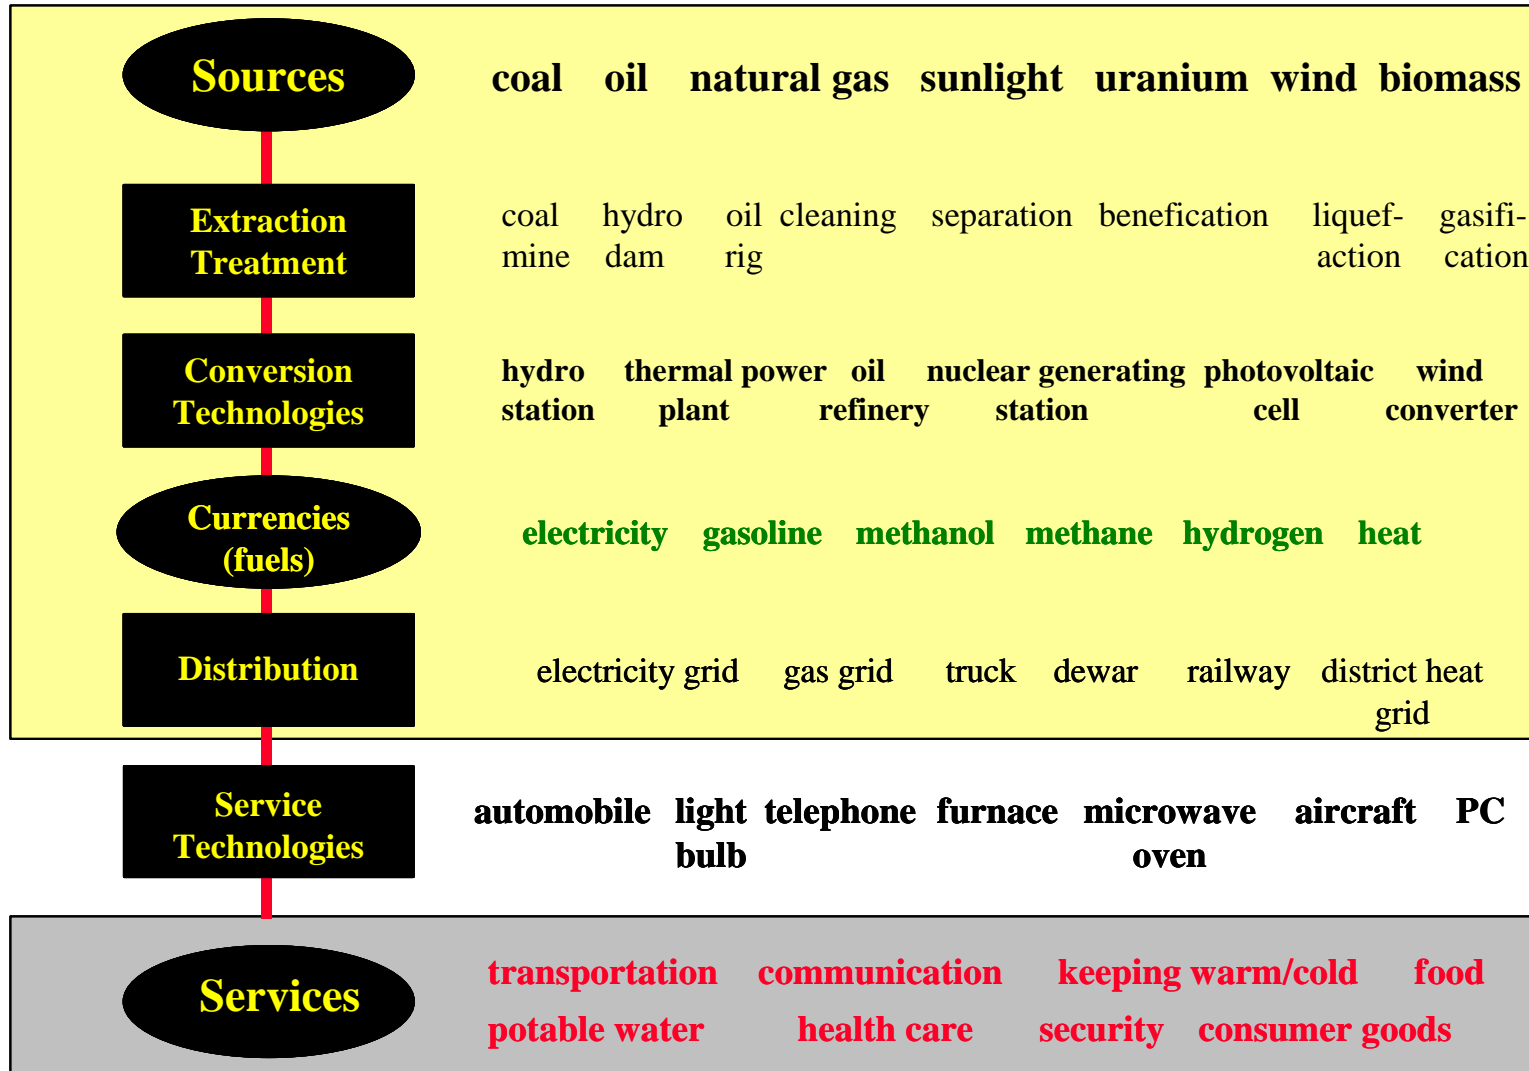 Sources coal oil natural gas sunlight uranium wind biomass
Extraction coal hydro oil cleaning separation benefication liquef- gasifi-
Treatment mine dam rig action cation
Conversion hydro thermal power oil nuclear generating photovoltaic wind
Technologies station plant refinery station cell converter
Currencies
(fuels)
electricity gasoline methanol methane hydrogen heat
Distribution electricity grid gas grid truck dewar railway district heat
grid
Service automobile light telephone furnace microwave aircraft PC
Technologies bulb oven
Services
transportation communication keeping warm/cold food
potable water health care security consumer goods